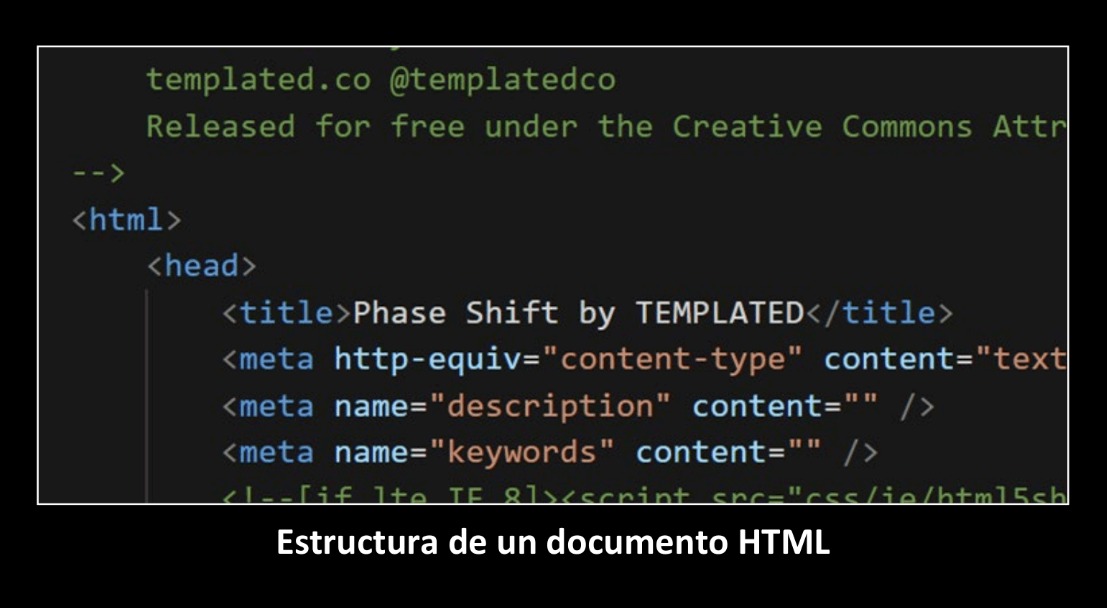 templated.co @templatedco
Released for free under the Creative Commons Attr
-->
<html>
<head>
<title>Phase Shift by TEMPLATED</title>
<meta http-equiv="content-type" content="text
<meta name="description" content="" />
<meta name="keywords" content="" />
<!--[if lte IE 8]><script src="css/ie/html5sh
Estructura de un documento HTML